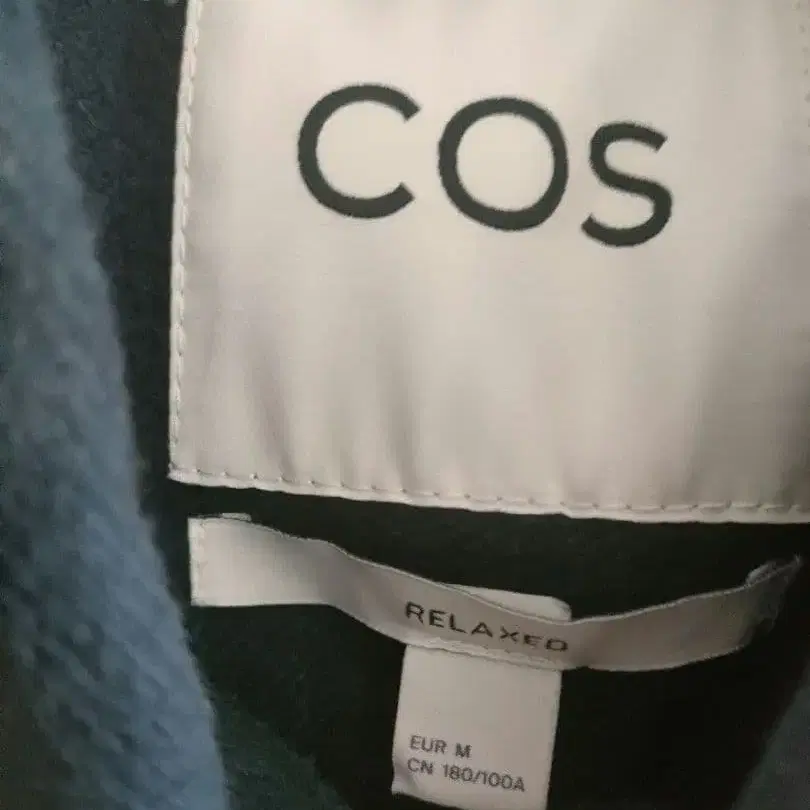 COS
RELAXED
EUR M
CN 180/100A